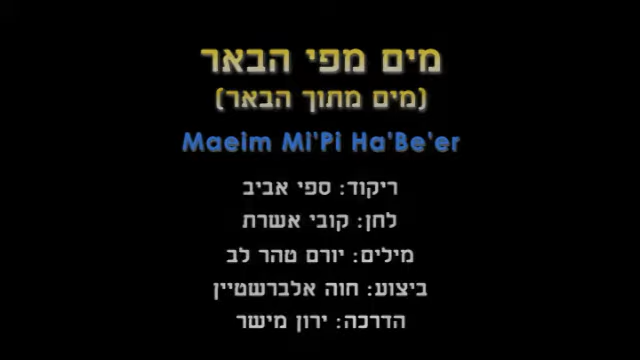 מים מפי הבאר
(מים מתוך הבאר)
Maeim Mi'Pi Ha'Be'er
ריקוד: ספי אביב
לחן: קובי אשרת
מילים: יורם טהר לב
ביצוע: חוה אלברשטיין
הדרכה: ירון מישר